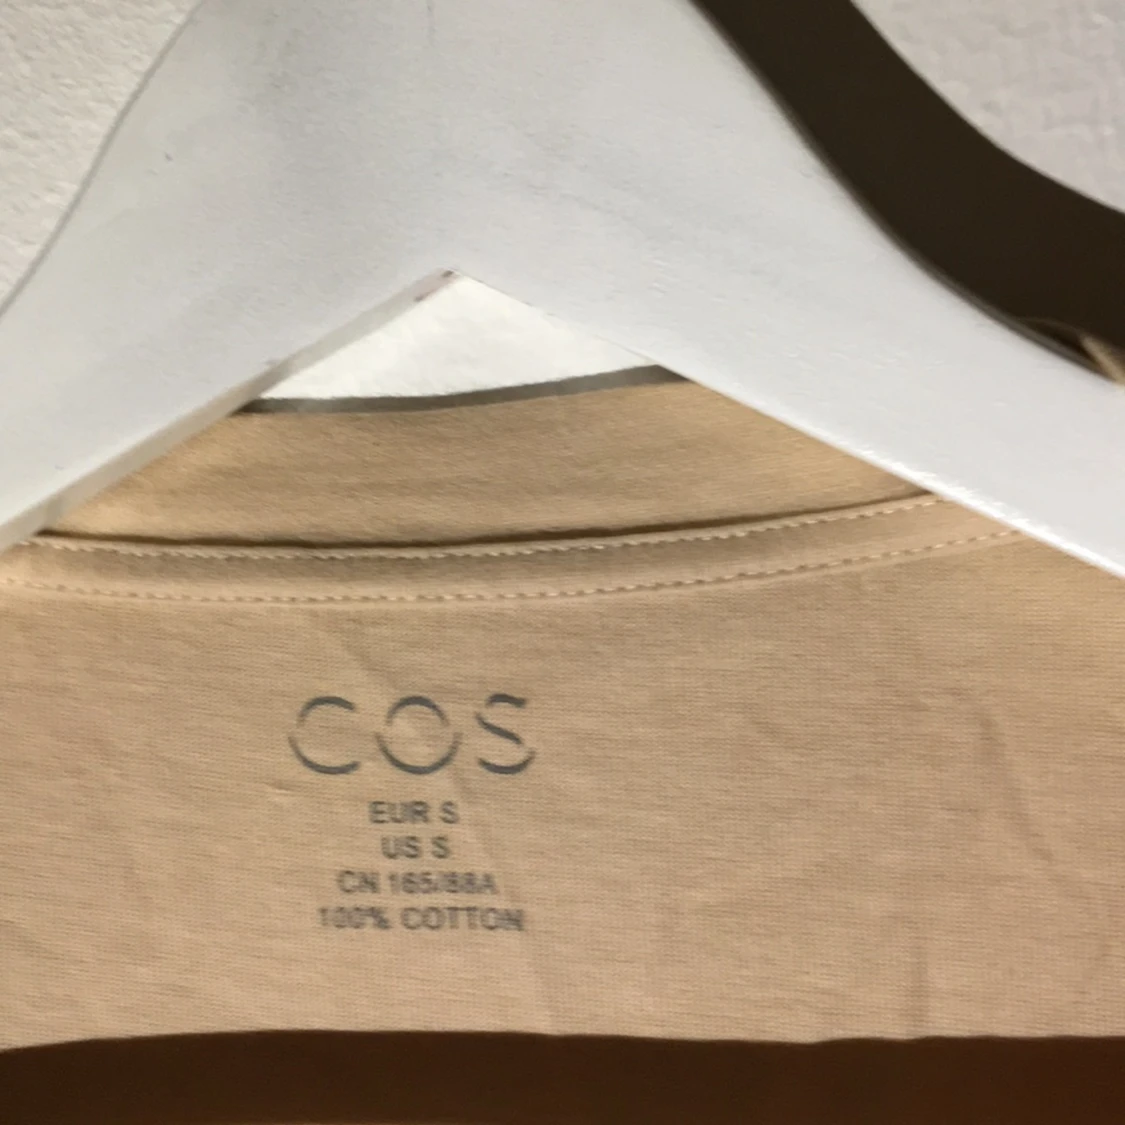 COS
EUR S
US S
CN 165/88A
100% COTTON